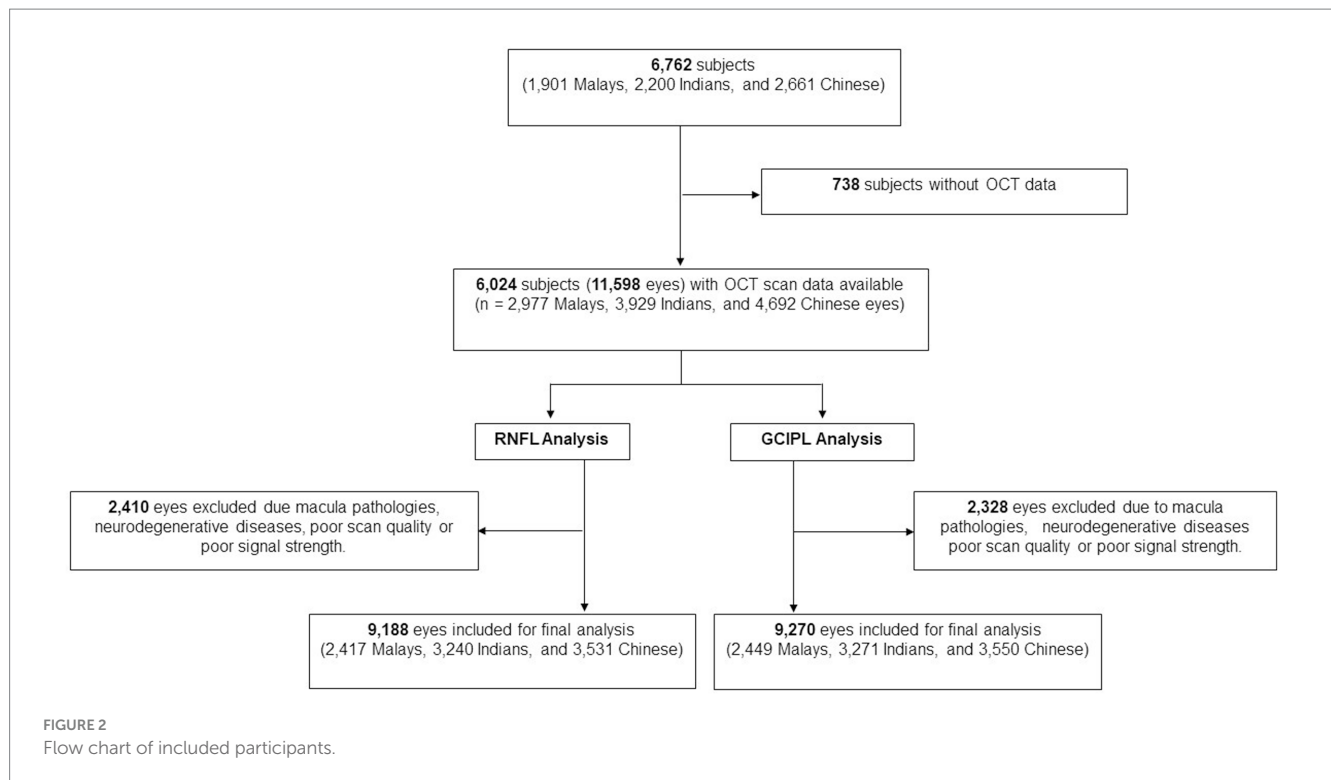 6,762 subjects
(1,901 Malays, 2,200 Indians, and 2,661 Chinese)
738 subjects without OCT data
6,024 subjects (11,598 eyes) with OCT scan data available
(n = 2,977 Malays, 3,929 Indians, and 4,692 Chinese eyes)
RNFL Analysis
GCIPL Analysis
2,410 eyes excluded due macula pathologies,
neurodegenerative diseases, poor scan quality or
poor signal strength.
2,328 eyes excluded due to macula
pathologies, neurodegenerative diseases
poor scan quality or poor signal strength.
9,188 eyes included for final analysis
(2,417 Malays, 3,240 Indians, and 3,531 Chinese)
9,270 eyes included for final analysis
(2,449 Malays, 3,271 Indians, and 3,550 Chinese)
FIGURE 2
Flow chart of included participants.